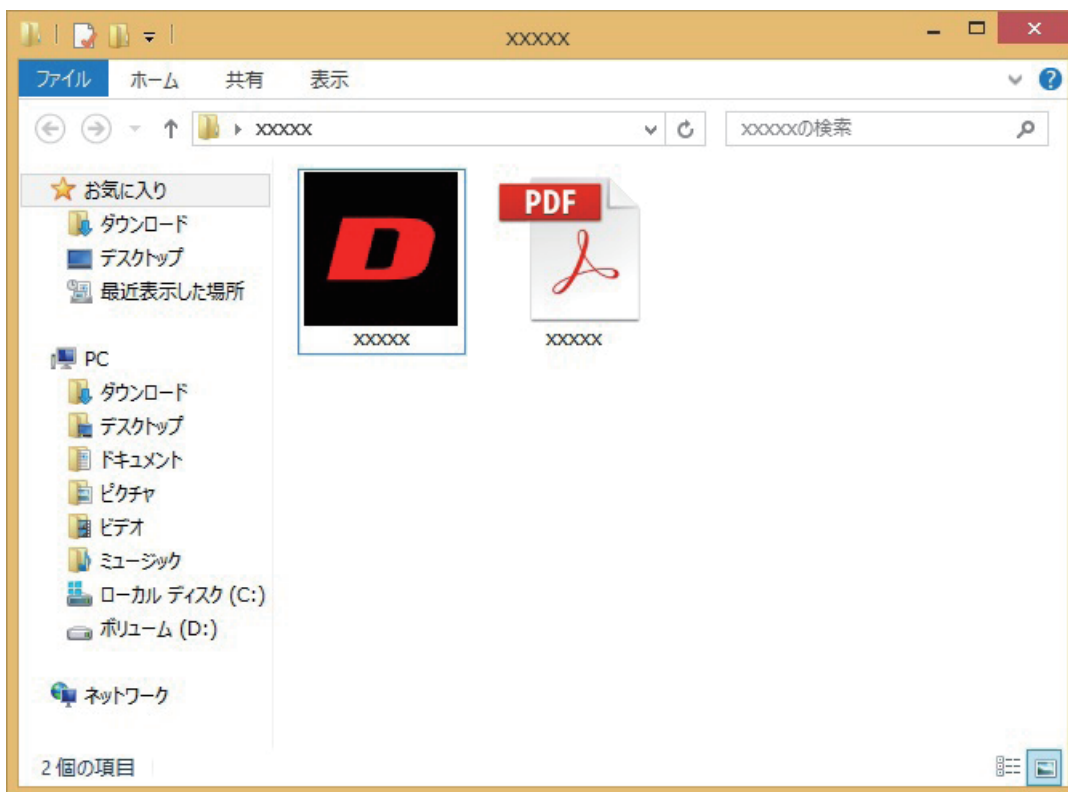 xxxxx
ファイル ホーム 共有 表示
xxxxx
xxxxxの検索
お気に入り
ダウンロード
デスクトップ
最近表示した場所
PC
ダウンロード
デスクトップ
ドキュメント
ピクチャ
ビデオ
ミュージック
ローカル ディスク (C:)
ボリューム (D:)
ネットワーク
D
xxxxx
PDF
xxxxx
2 個の項目